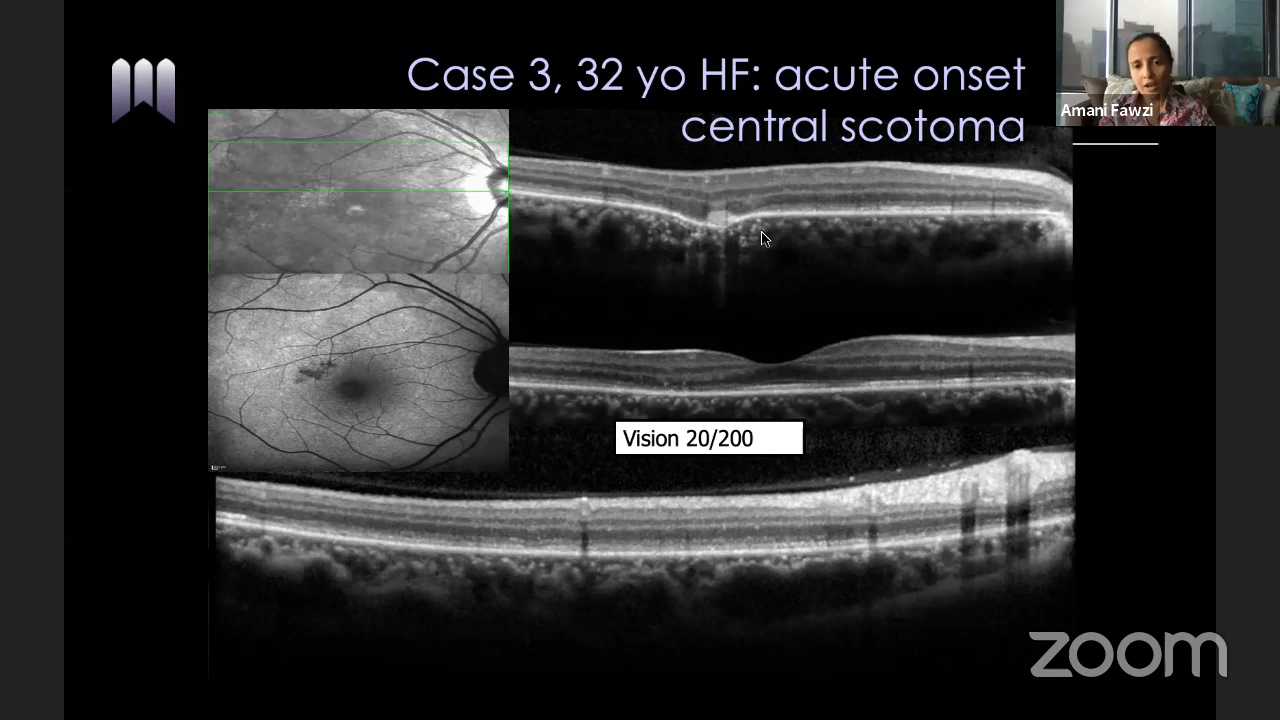 Case 3, 32 yo HF: acute onset
central scotoma
Amani Fawzi
Vision 20/200
zoom